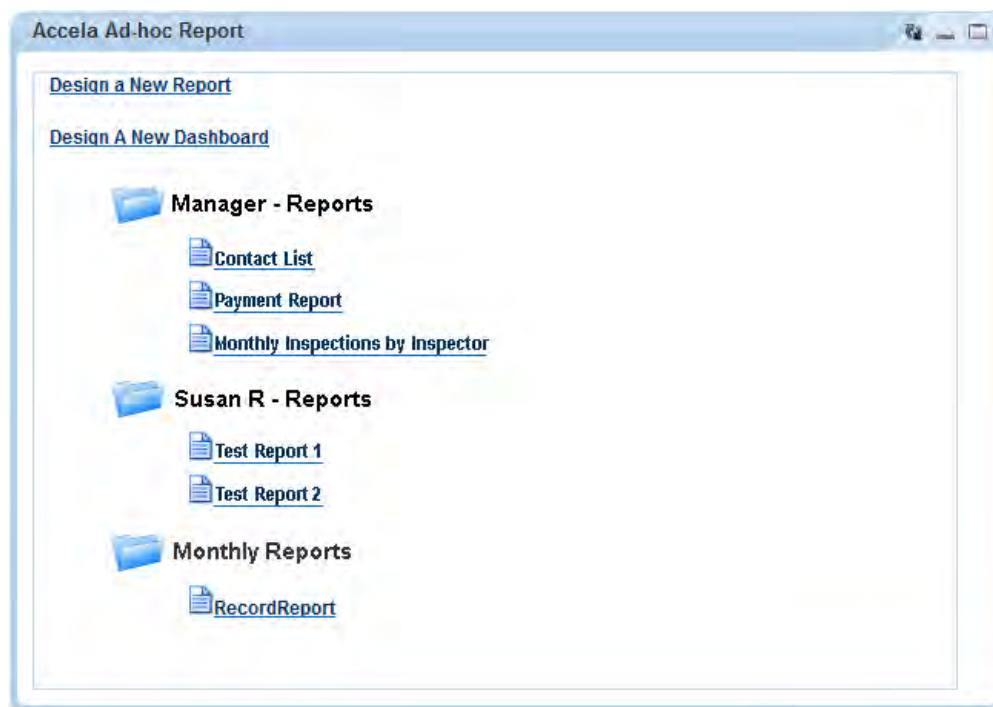 Accela Ad-hoc Report
Design a New Report
Design A New Dashboard
Manager - Reports
Contact List
Payment Report
Monthly Inspections by Inspector
Susan R - Reports
Test Report 1
Test Report 2
Monthly Reports
RecordReport